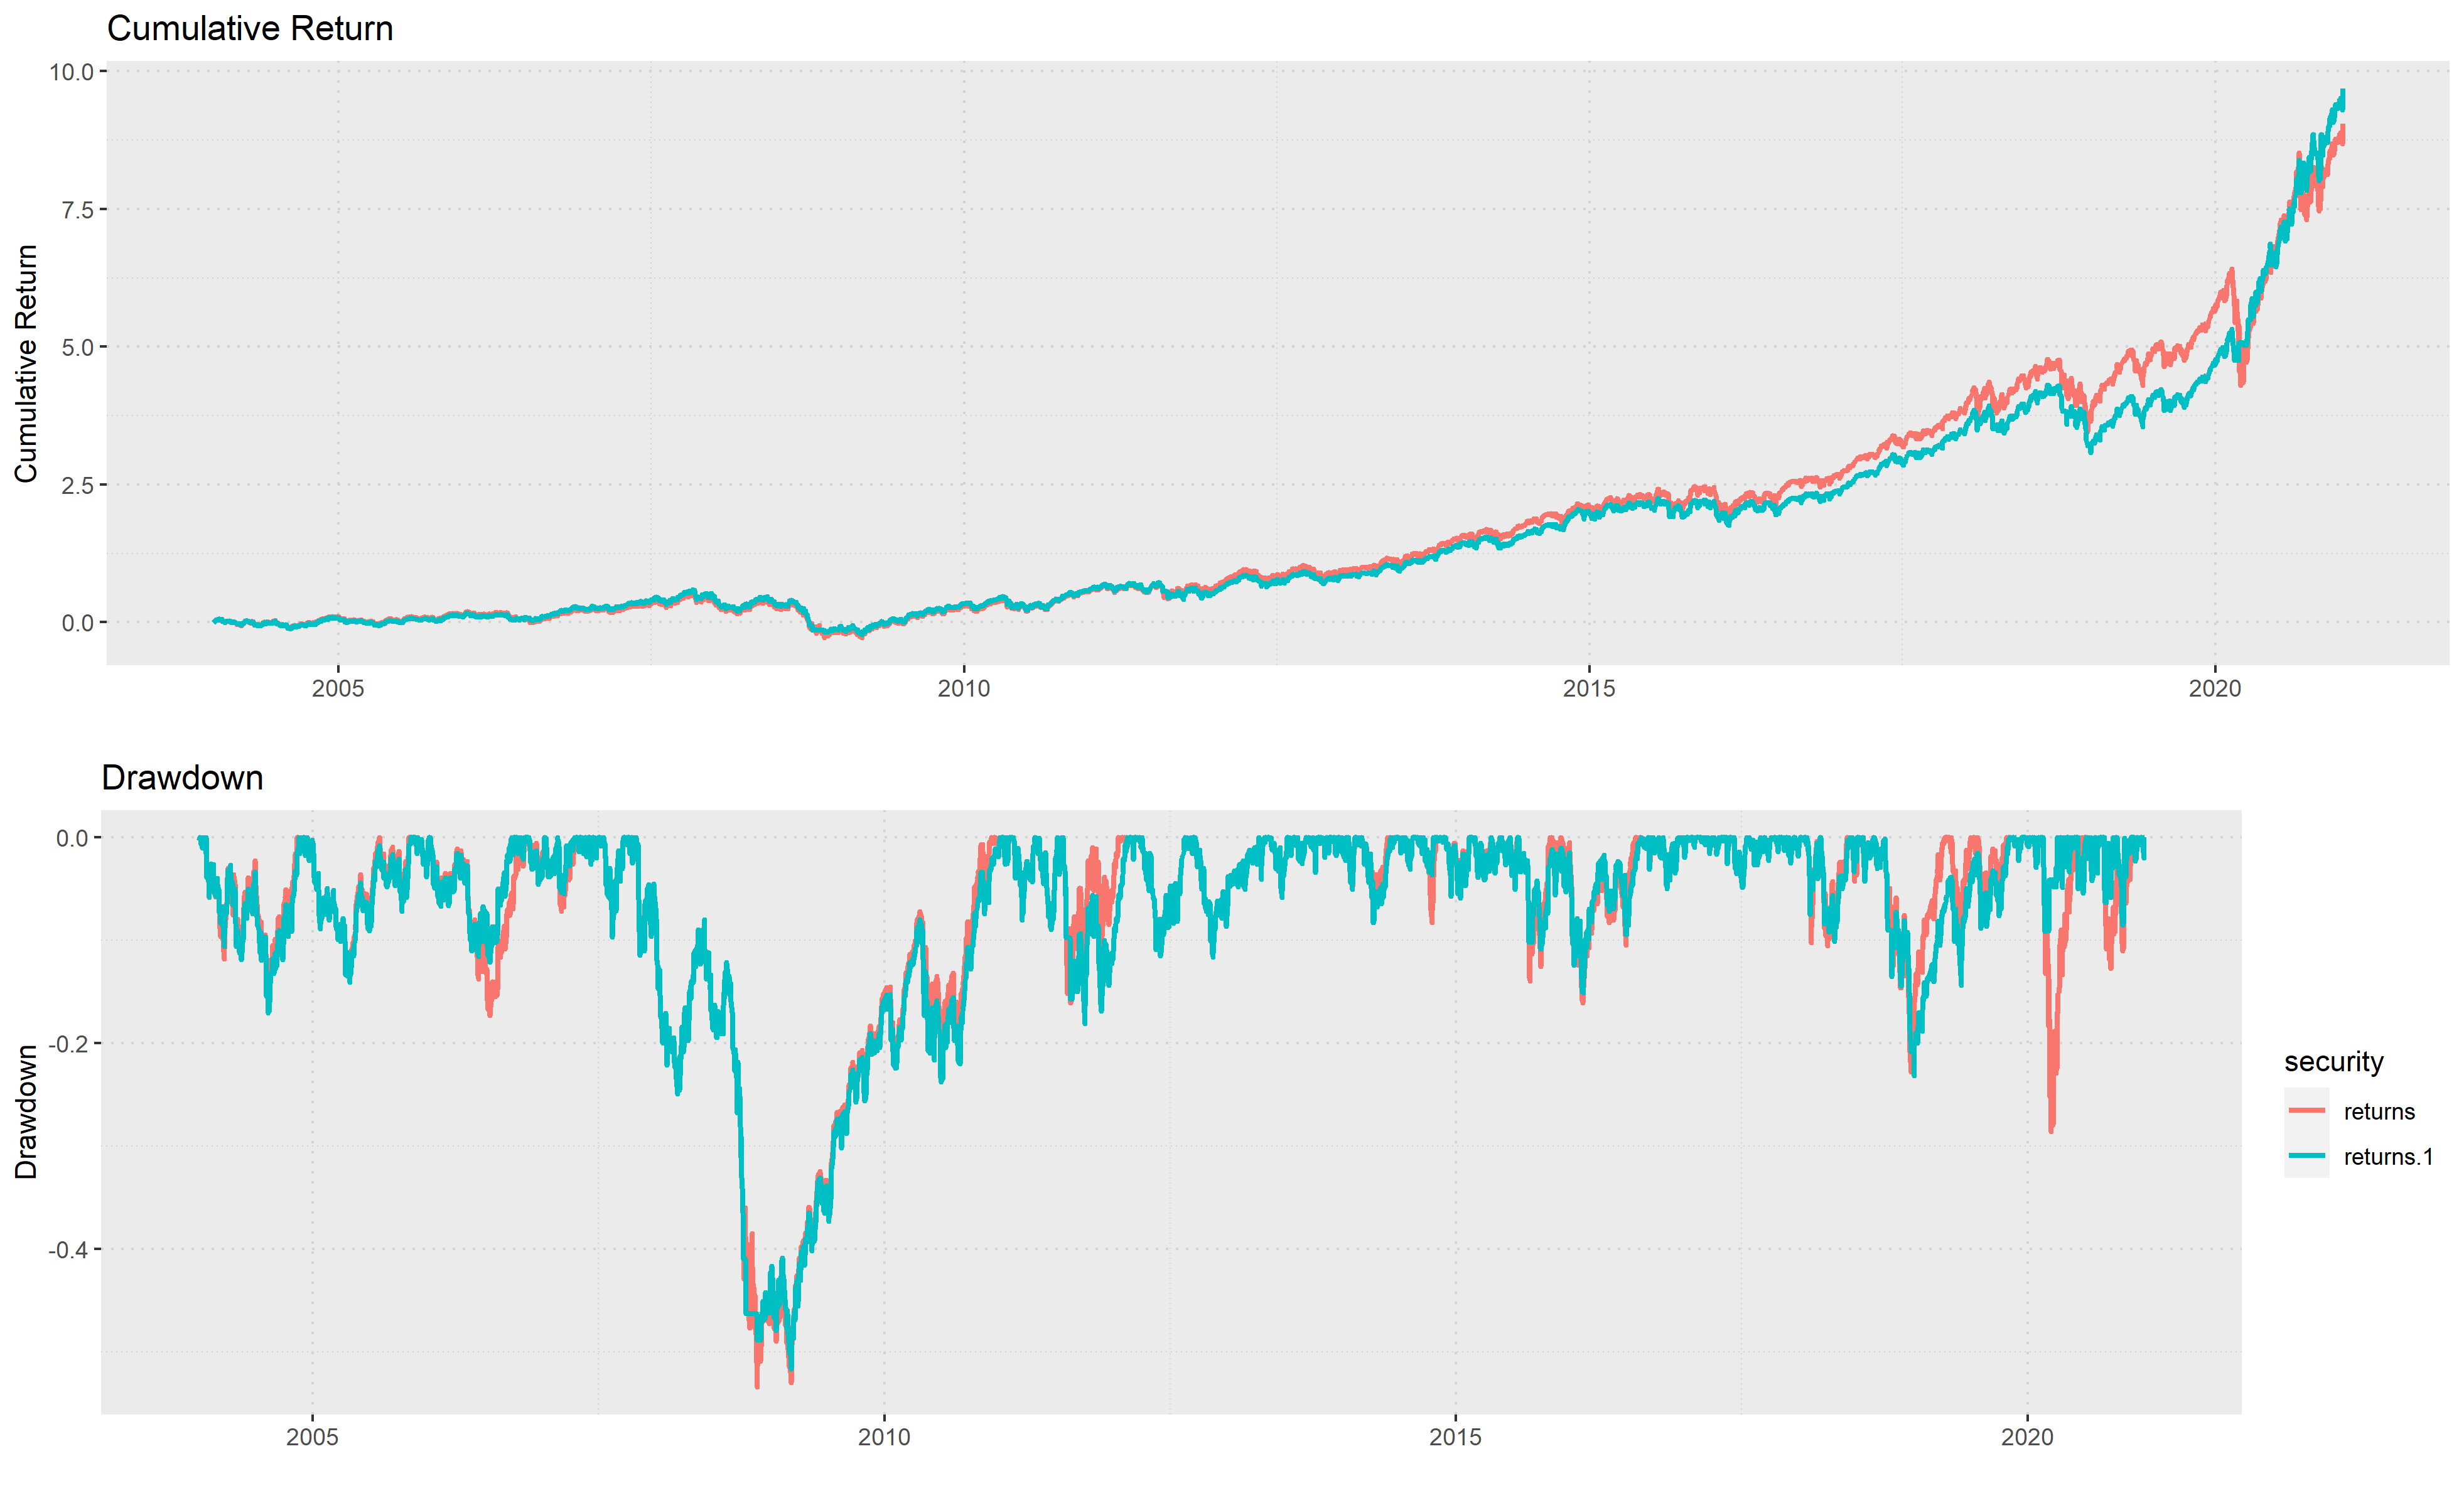 Cumulative Return
Cumulative Return
10.0
7.5
5.0
2.5
0.0
2005 2010 2015 2020
Drawdown
Drawdown
0.0
-0.2
-0.4
2005 2010 2015 2020
security
returns
returns.1